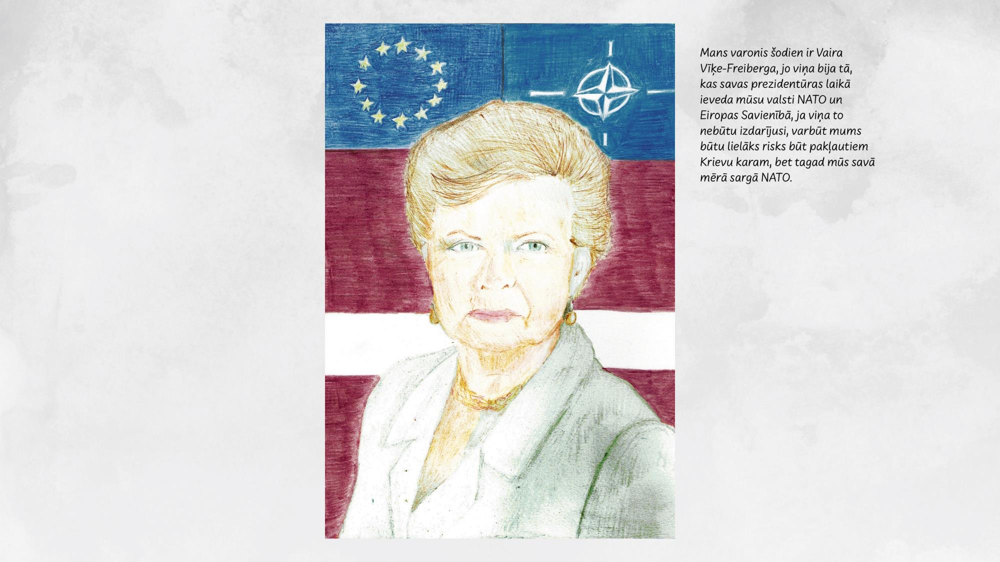 Mans varonis šodien ir Vaira
Vīķe-Freiberga, jo viņa bija tā,
kas savas prezidentūras laikā
ieveda mūsu valsti NATO un
Eiropas Savienībā, ja viņa to
nebūtu izdarījusi, varbūt mums
būtu lielāks risks būt pakļautiem
Krievu karam, bet tagad mūs savā
mērā sargā NATO.